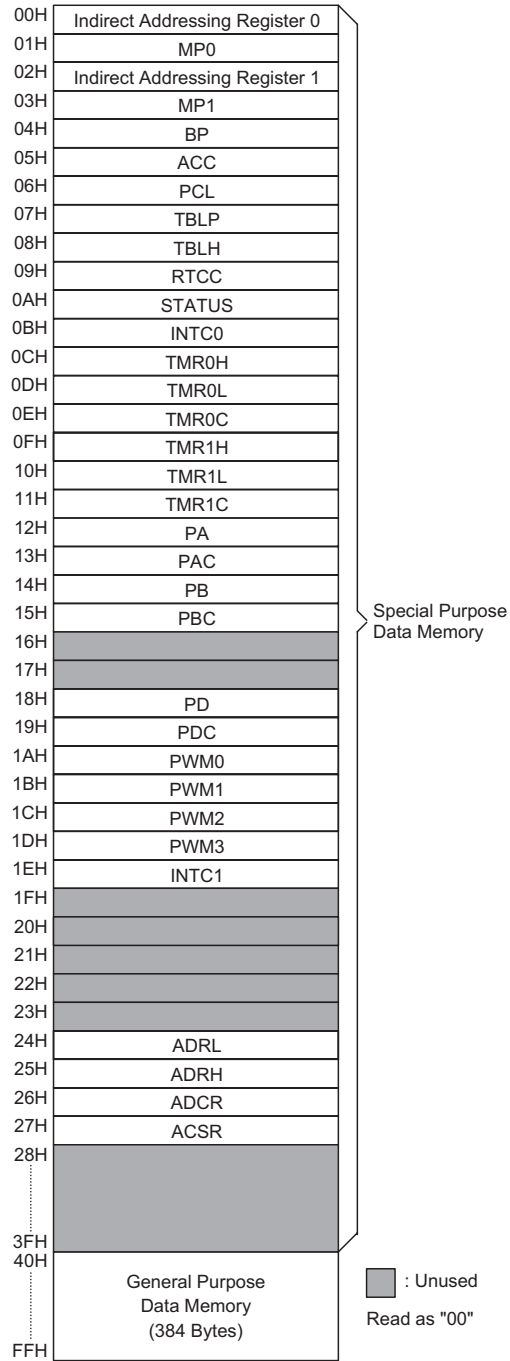 00H Indirect Addressing Register 0
01H MP0
02H Indirect Addressing Register 1
03H MP1
04H BP
05H ACC
06H PCL
07H TBLP
08H TBLH
09H RTCC
0AH STATUS
0BH INTC0
0CH TMR0H
0DH TMR0L
0EH TMR0C
0FH TMR1H
10H TMR1L
11H TMR1C
12H PA
13H PAC
14H PB
15H PBC
Special Purpose
Data Memory
16H
17H
18H PD
19H PDC
1AH PWM0
1BH PWM1
1CH PWM2
1DH PWM3
1EH INTC1
1FH
20H
21H
22H
23H
24H ADRL
25H ADRH
26H ADCR
27H ACSR
28H
3FH
40H
General Purpose
Data Memory
(384 Bytes)
FFH
: Unused
Read as "00"